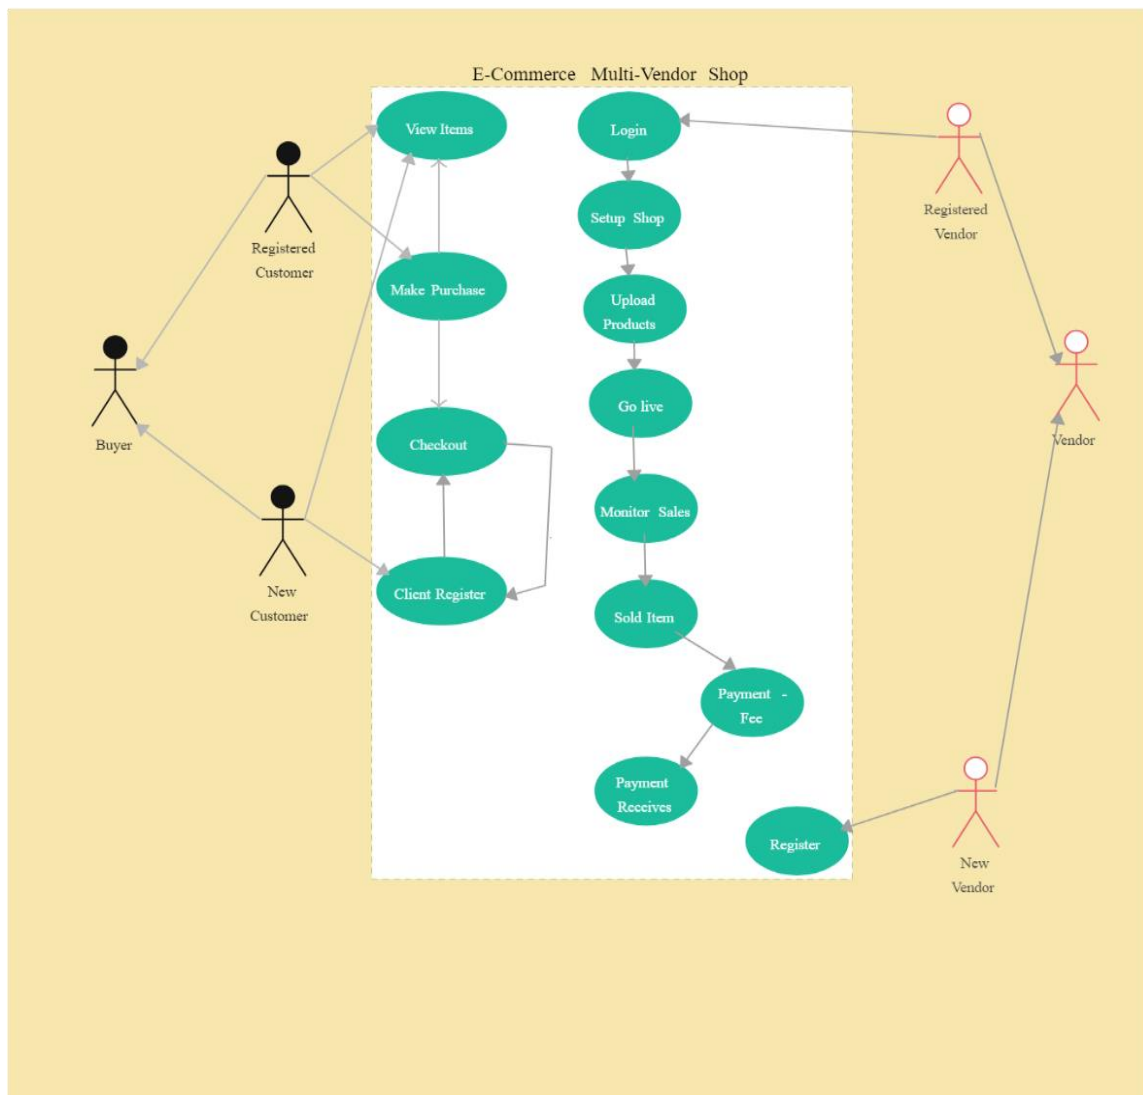 E-Commerce Multi-Vendor Shop
View Items
Login
Registered
Customer
Registered
Vendor
Setup Shop
Make Purchase
Upload
Products
Go live
Buyer
Checkout
Vendor
Monitor Sales
New
Customer
Client Register
Sold Item
Payment -
Fee
Payment
Receives
Register
New
Vendor